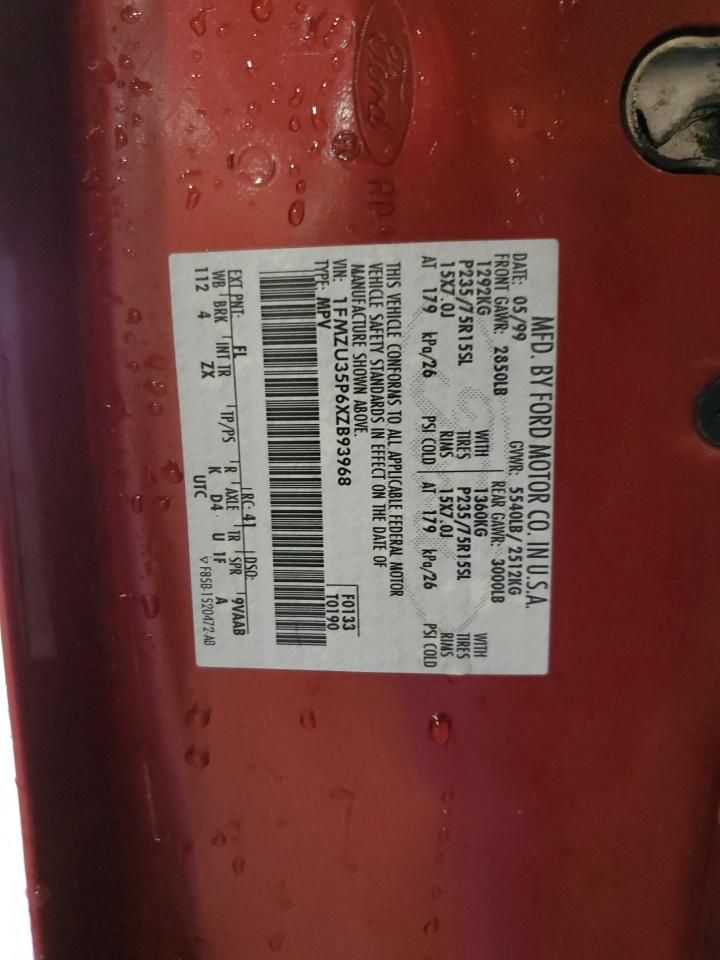 Ford
MFD. BY FORD MOTOR CO. IN U.S.A.
DATE: 05/99 GVWR: 5540LB/ 2512KG
FRONT GAWR: 2850LB REAR GAWR: 3000LB
1292KG WITH 1360KG WITH
P235/75R15SL TIRES P235/75R15SL TIRES
15X7.0J RIMS 15X7.0J RIMS
AT 179 kPa/26 PSI COLD AT 179 kPa/26 PSI COLD
THIS VEHICLE CONFORMS TO ALL APPLICABLE FEDERAL MOTOR
VEHICLE SAFETY STANDARDS IN EFFECT ON THE DATE OF
MANUFACTURE SHOWN ABOVE.
VIN: 1FMZU35P6XZB93968 F0133
TYPE: MPV T0190
EXT PNT: FL RC: 41 DSO: 9VAAB
WB BRK INT TR TP/PS R AXLE TR SPR
112 4 ZX K D4 U 1F A
UTC ▽F85B-1520472-AB